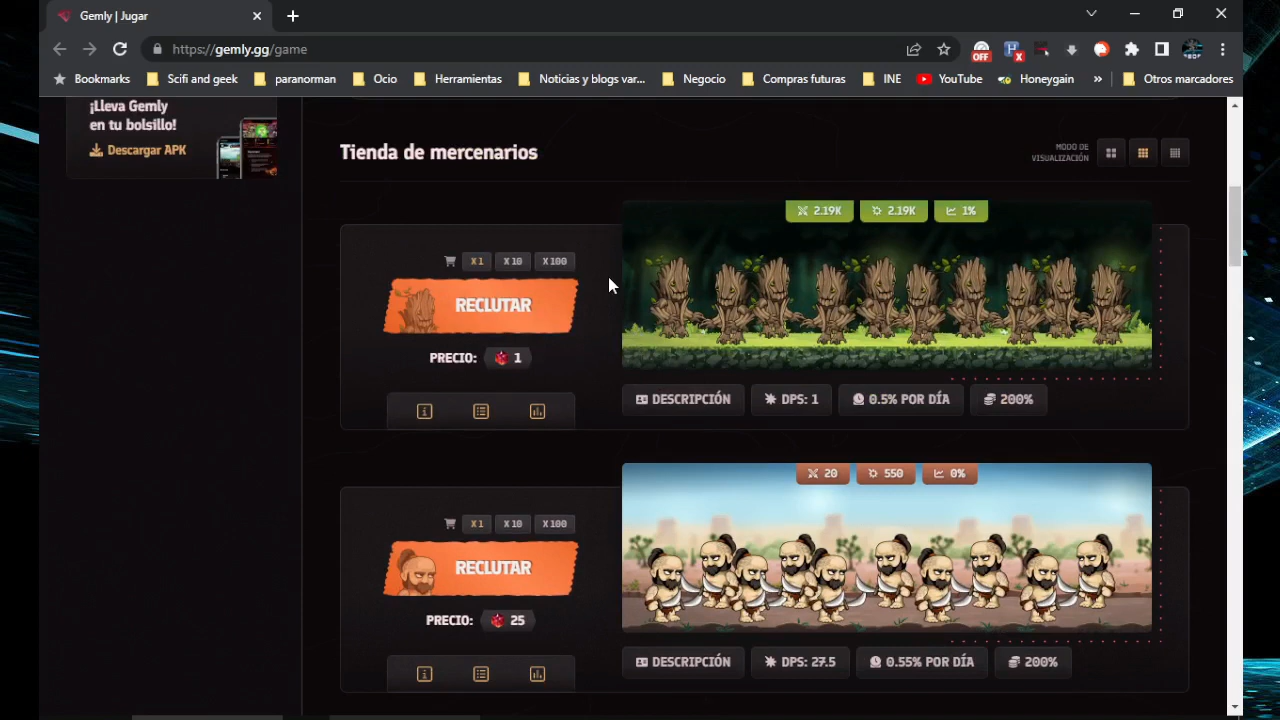 Gemly | Jugar
https://gemly.gg/game
OFF
X
Bookmarks
Scifi and geek
paranorman
Ocio
Herramientas
Noticias y blogs var...
Negocio
Compras futuras
INE
YouTube
Honeygain
»
Otros marcadores
¡Lleva Gemly
en tu bolsillo!
Descargar APK
Tienda de mercenarios
MODO DE
VISUALIZACIÓN
2.19K
2.19K
1%
X1
X10
X100
RECLUTAR
PRECIO: 1
DESCRIPCIÓN
DPS: 1
0.5% POR DÍA
200%
20
550
0%
X1
X10
X100
RECLUTAR
PRECIO: 25
DESCRIPCIÓN
DPS: 27.5
0.55% POR DÍA
200%